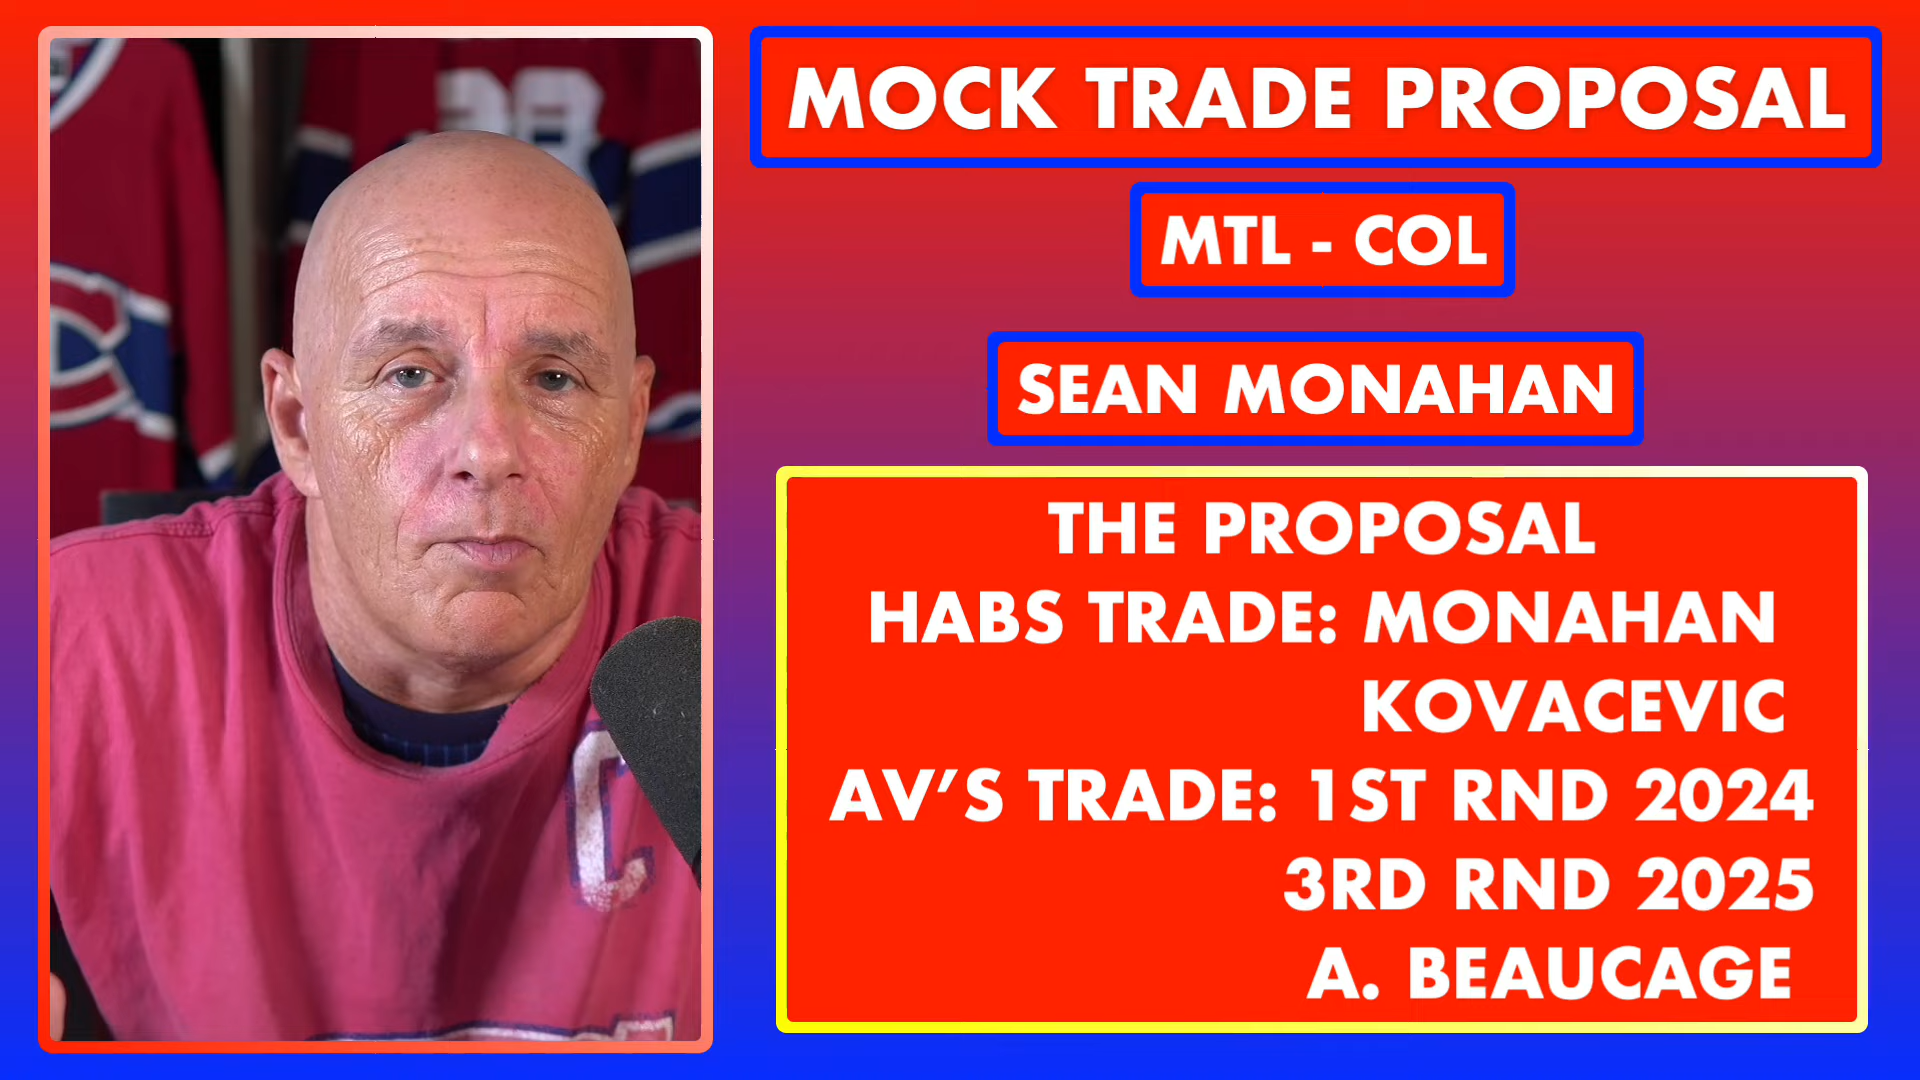 MOCK TRADE PROPOSAL
MTL - COL
SEAN MONAHAN
THE PROPOSAL
HABS TRADE: MONAHAN
KOVACEVIC
AV'S TRADE: 1ST RND 2024
3RD RND 2025
A. BEAUCAGE
C